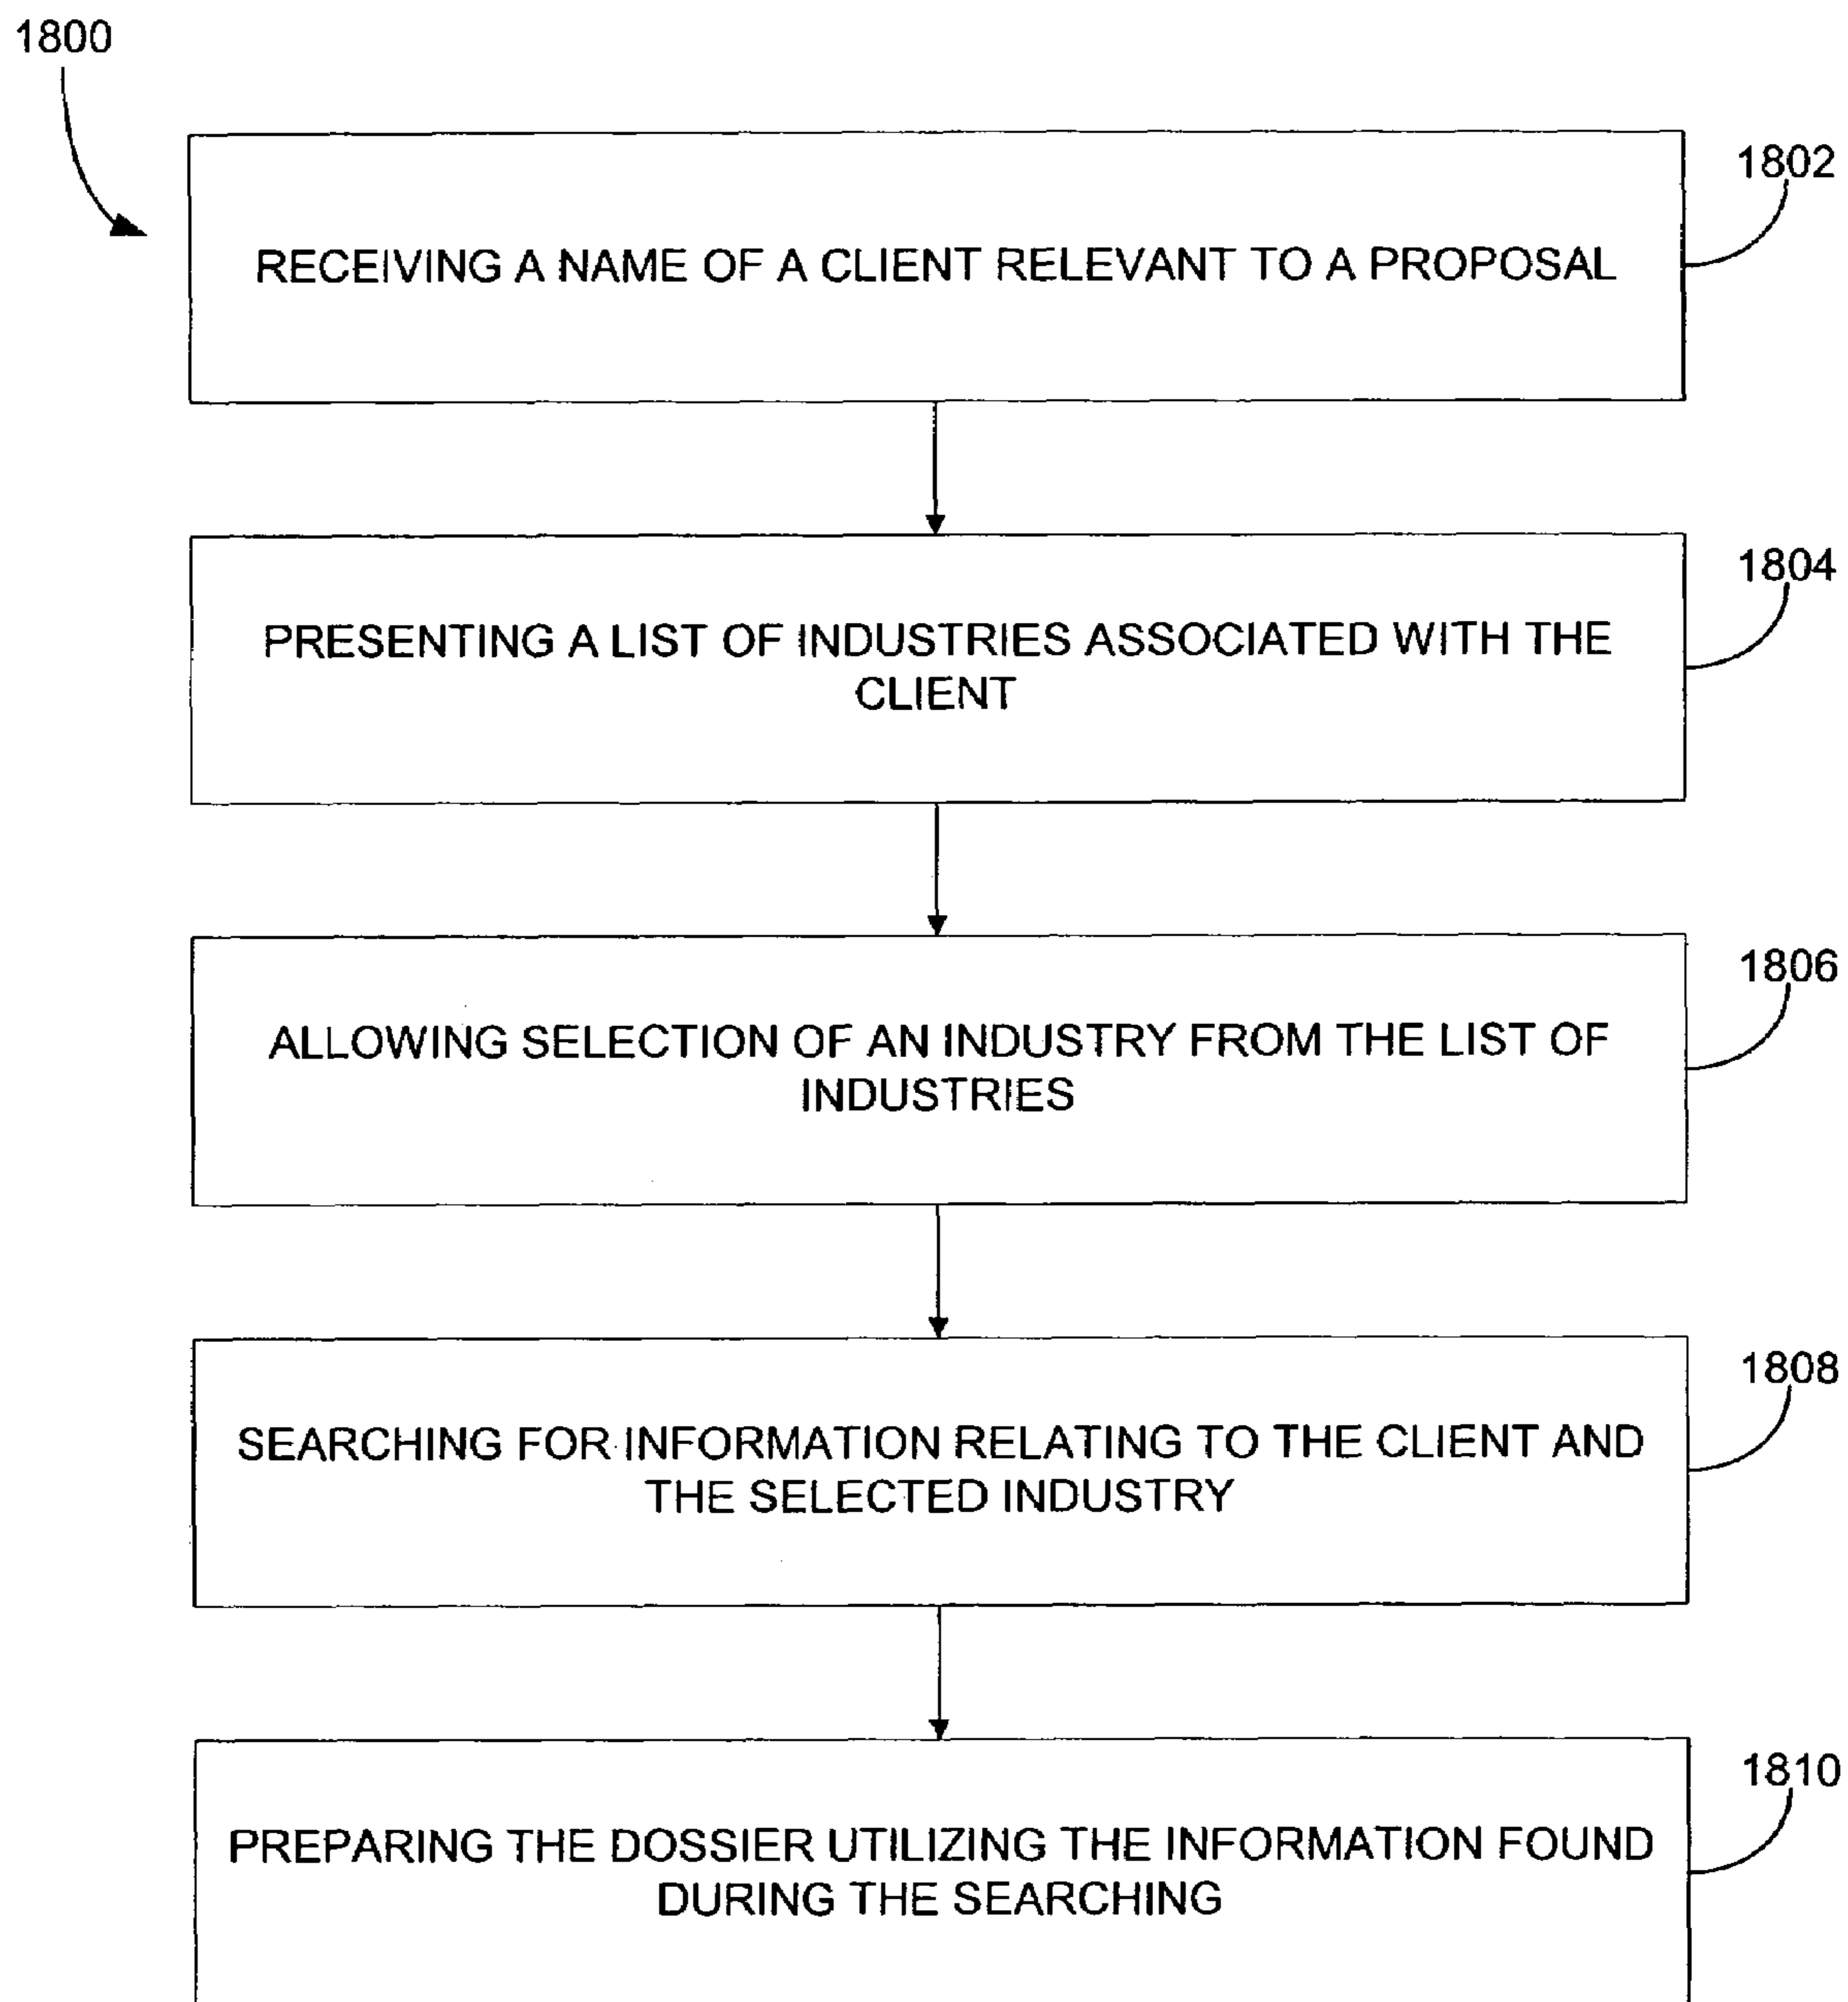 1800
1802
RECEIVING A NAME OF A CLIENT RELEVANT TO A PROPOSAL
1804
PRESENTING A LIST OF INDUSTRIES ASSOCIATED WITH THE
CLIENT
1806
ALLOWING SELECTION OF AN INDUSTRY FROM THE LIST OF
INDUSTRIES
1808
SEARCHING FOR INFORMATION RELATING TO THE CLIENT AND
THE SELECTED INDUSTRY
1810
PREPARING THE DOSSIER UTILIZING THE INFORMATION FOUND
DURING THE SEARCHING